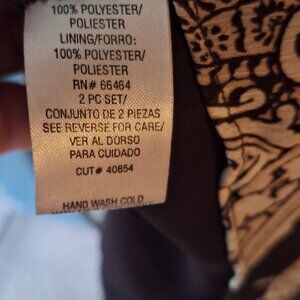 100% POLYESTER/
POLIESTER
LINING/FORRO:
100% POLYESTER/
POLIESTER
RN# 66464
2 PC SET/
CONJUNTO DE 2 PIEZAS
SEE REVERSE FOR CARE/
VER AL DORSO
PARA CUIDADO
CUT# 40854
HAND WASH COLD